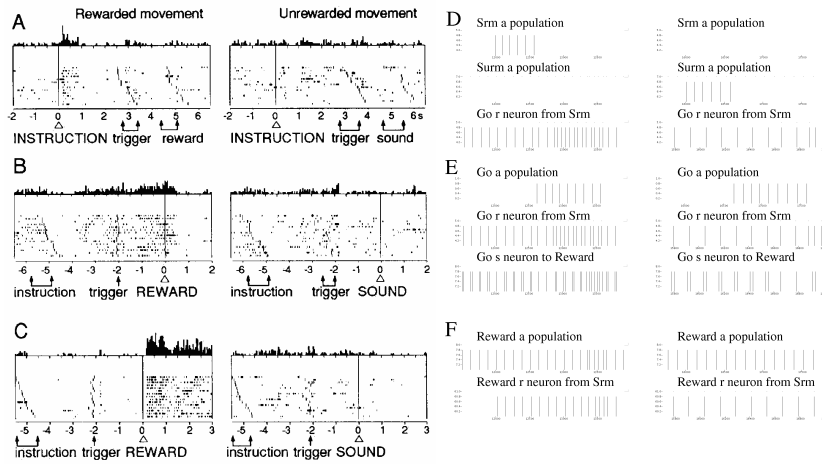 Rewarded movement
Unrewarded movement
A
-2 -1 0 1 2 3 4 5 6
-2 -1 0 1 2 3 4 5 6 s
INSTRUCTION trigger reward
INSTRUCTION trigger sound
B
-6 -5 -4 -3 -2 -1 0 1 2
-6 -5 -4 -3 -2 -1 0 1 2
instruction trigger REWARD
instruction trigger SOUND
C
-5 -4 -3 -2 -1 0 1 2 3
-5 -4 -3 -2 -1 0 1 2 3
instruction trigger REWARD
instruction trigger SOUND
D
Srm a population
Srm a population
Surm a population
Surm a population
Go r neuron from Srm
Go r neuron from Srm
E
Go a population
Go a population
Go r neuron from Srm
Go r neuron from Srm
Go s neuron to Reward
Go s neuron to Reward
F
Reward a population
Reward a population
Reward r neuron from Srm
Reward r neuron from Srm